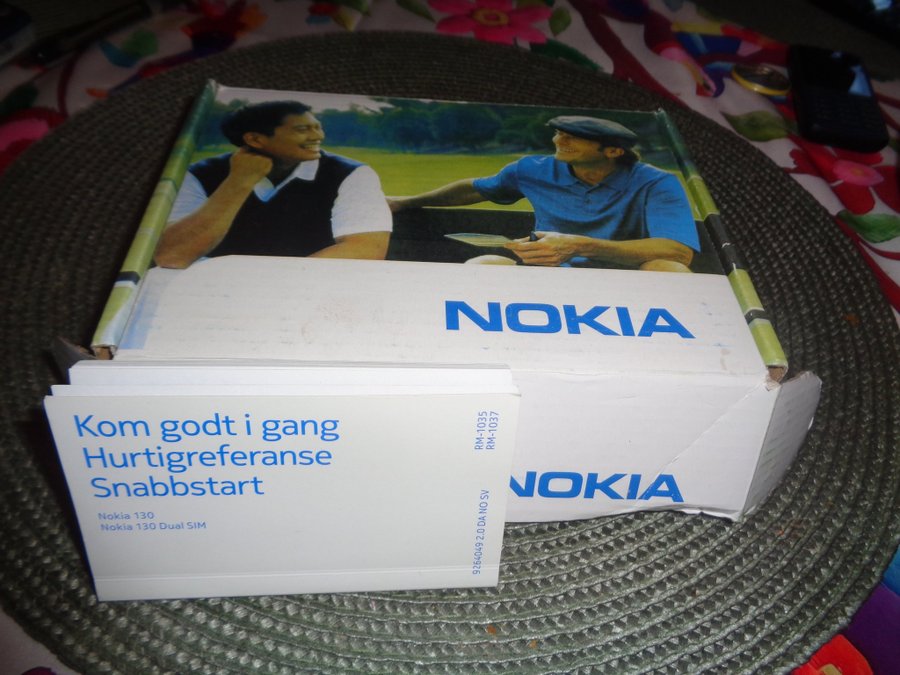 NOKIA
NOKIA
Kom godt i gang
Hurtigreferanse
Snabbstart
Nokia 130
Nokia 130 Dual SIM
RM-1035
RM-1037
9264049 2.0 DA NO SV